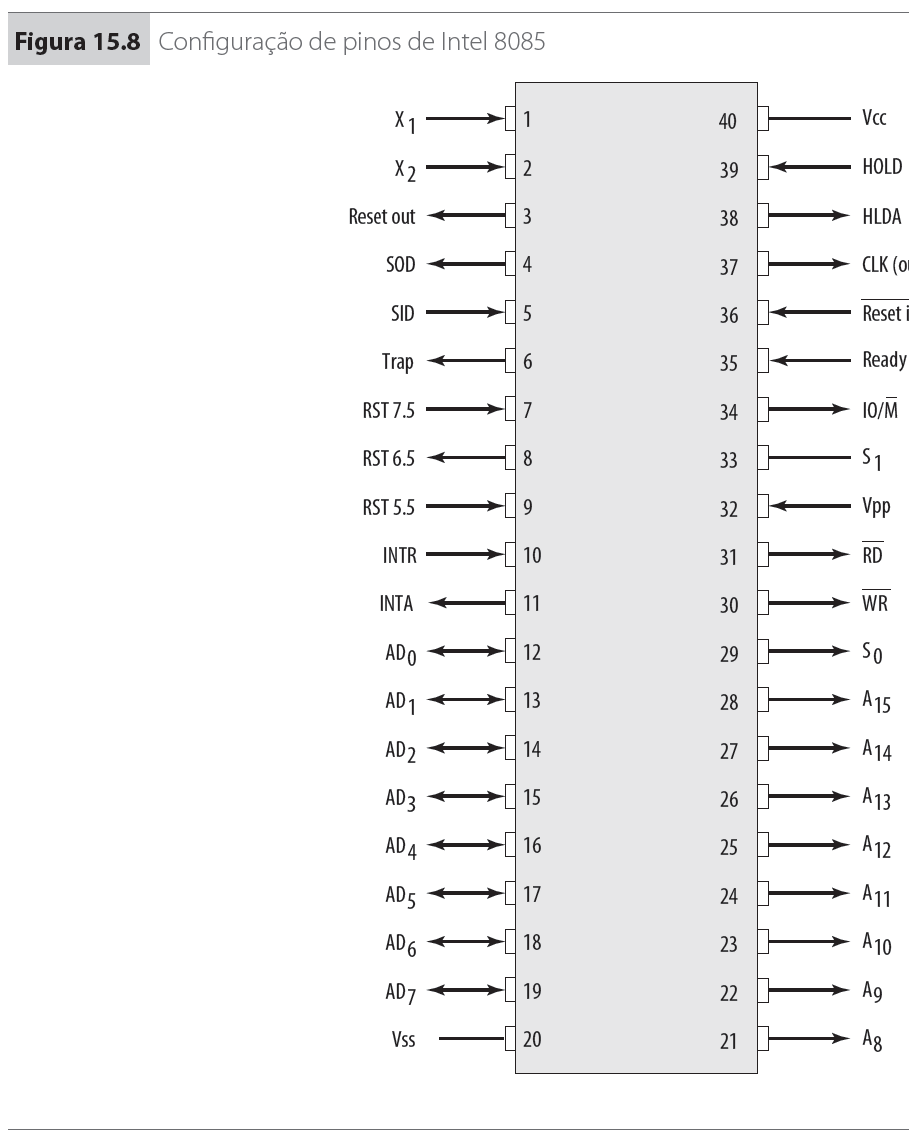 Figura 15.8 Configuração de pinos de Intel 8085
X1 1 40 Vcc
X2 2 39 HOLD
Reset out 3 38 HLDA
SOD 4 37 CLK (ou
SID 5 36 Reset i
Trap 6 35 Ready
RST 7.5 7 34 IO/M̅
RST 6.5 8 33 S1
RST 5.5 9 32 Vpp
INTR 10 31 R̅D̅
INTA 11 30 W̅R̅
AD0 12 29 S0
AD1 13 28 A15
AD2 14 27 A14
AD3 15 26 A13
AD4 16 25 A12
AD5 17 24 A11
AD6 18 23 A10
AD7 19 22 A9
Vss 20 21 A8